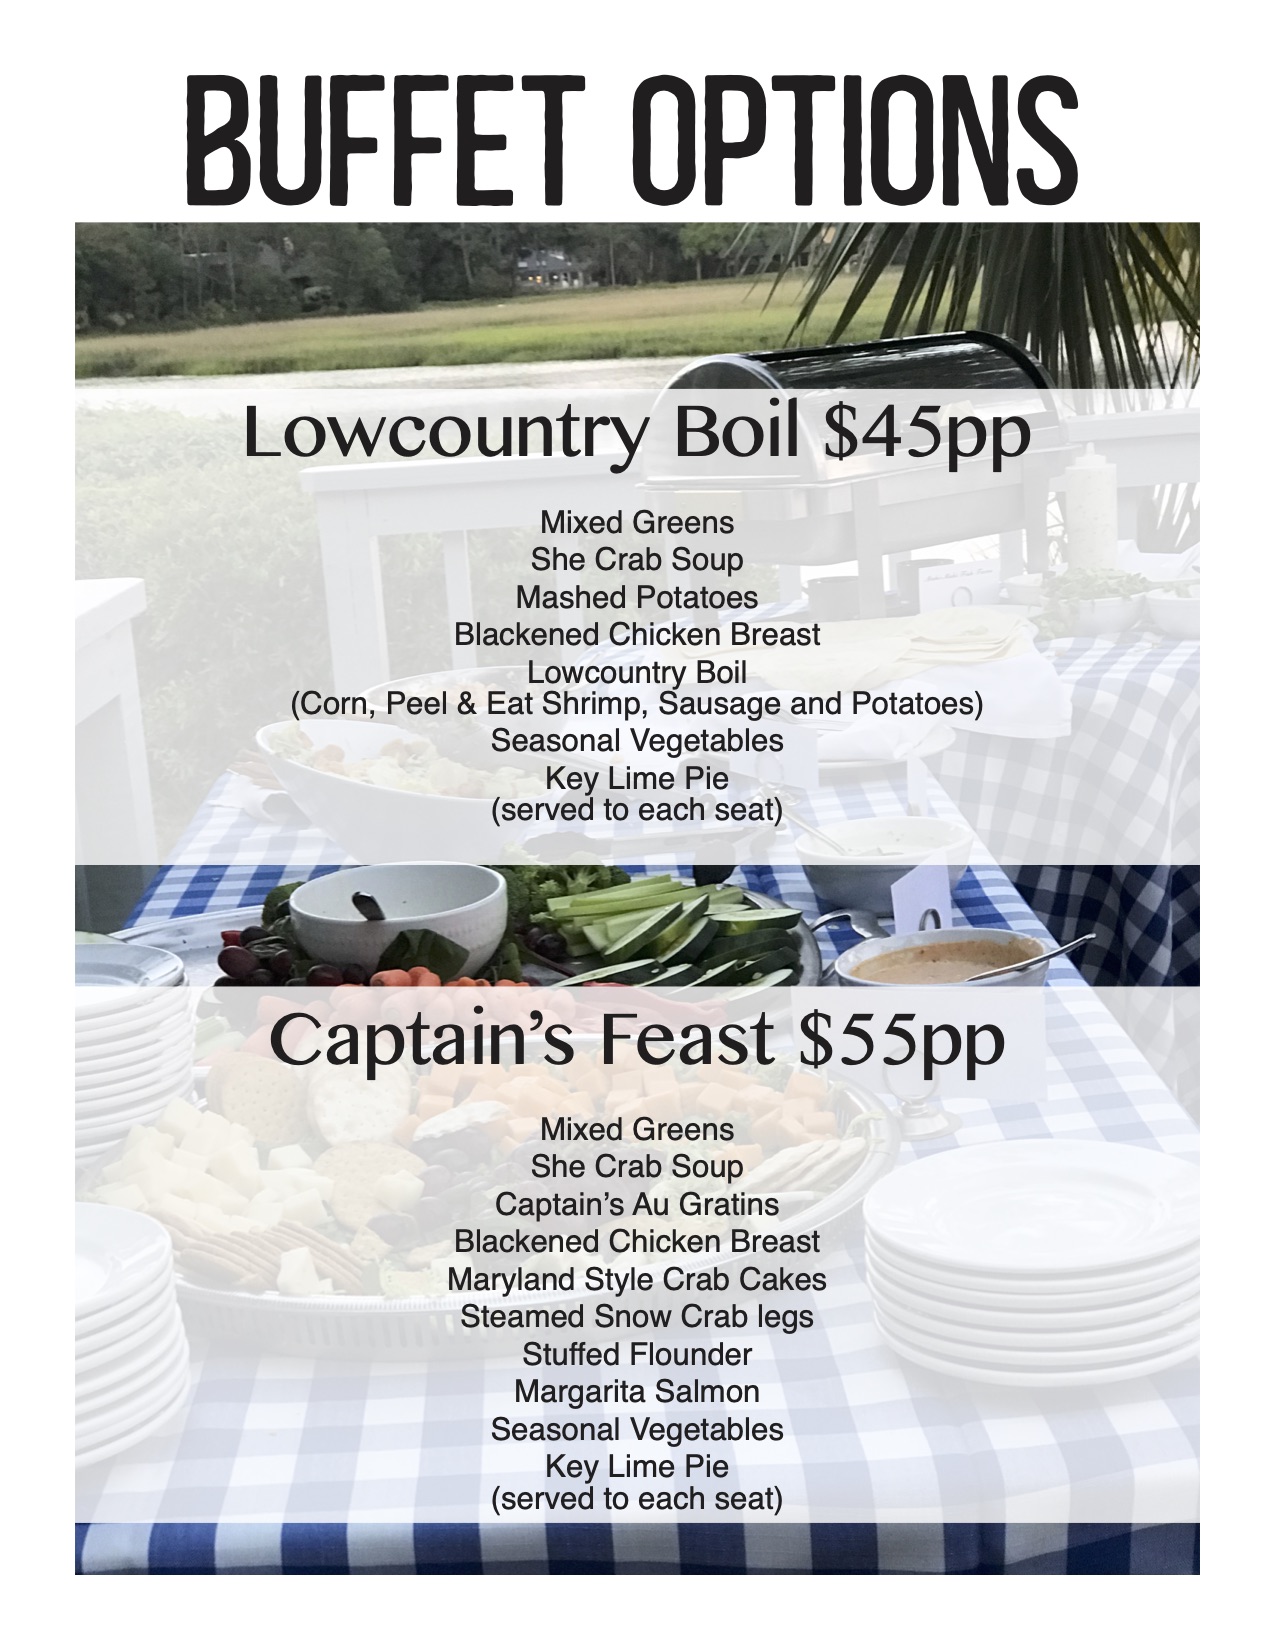 BUFFET OPTIONS
Lowcountry Boil $45pp
Mixed Greens
She Crab Soup
Mashed Potatoes
Blackened Chicken Breast
Lowcountry Boil
(Corn, Peel & Eat Shrimp, Sausage and Potatoes)
Seasonal Vegetables
Key Lime Pie
(served to each seat)
Captain’s Feast $55pp
Mixed Greens
She Crab Soup
Captain’s Au Gratins
Blackened Chicken Breast
Maryland Style Crab Cakes
Steamed Snow Crab legs
Stuffed Flounder
Margarita Salmon
Seasonal Vegetables
Key Lime Pie
(served to each seat)